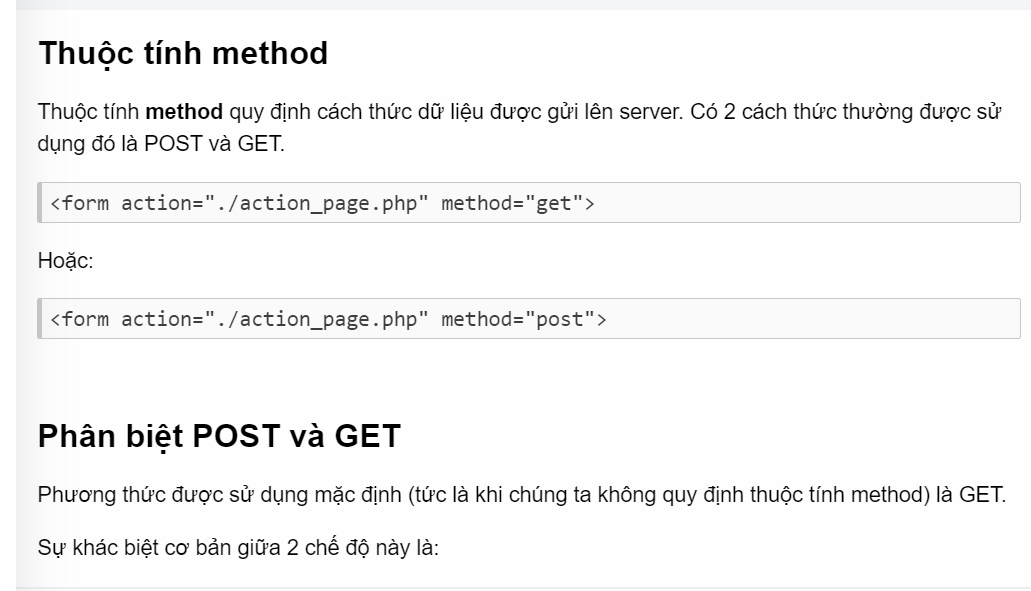 Thuộc tính method
Thuộc tính method quy định cách thức dữ liệu được gửi lên server. Có 2 cách thức thường được sử
dụng đó là POST và GET.
<form action="./action_page.php" method="get">
Hoặc:
<form action="./action_page.php" method="post">
Phân biệt POST và GET
Phương thức được sử dụng mặc định (tức là khi chúng ta không quy định thuộc tính method) là GET.
Sự khác biệt cơ bản giữa 2 chế độ này là: